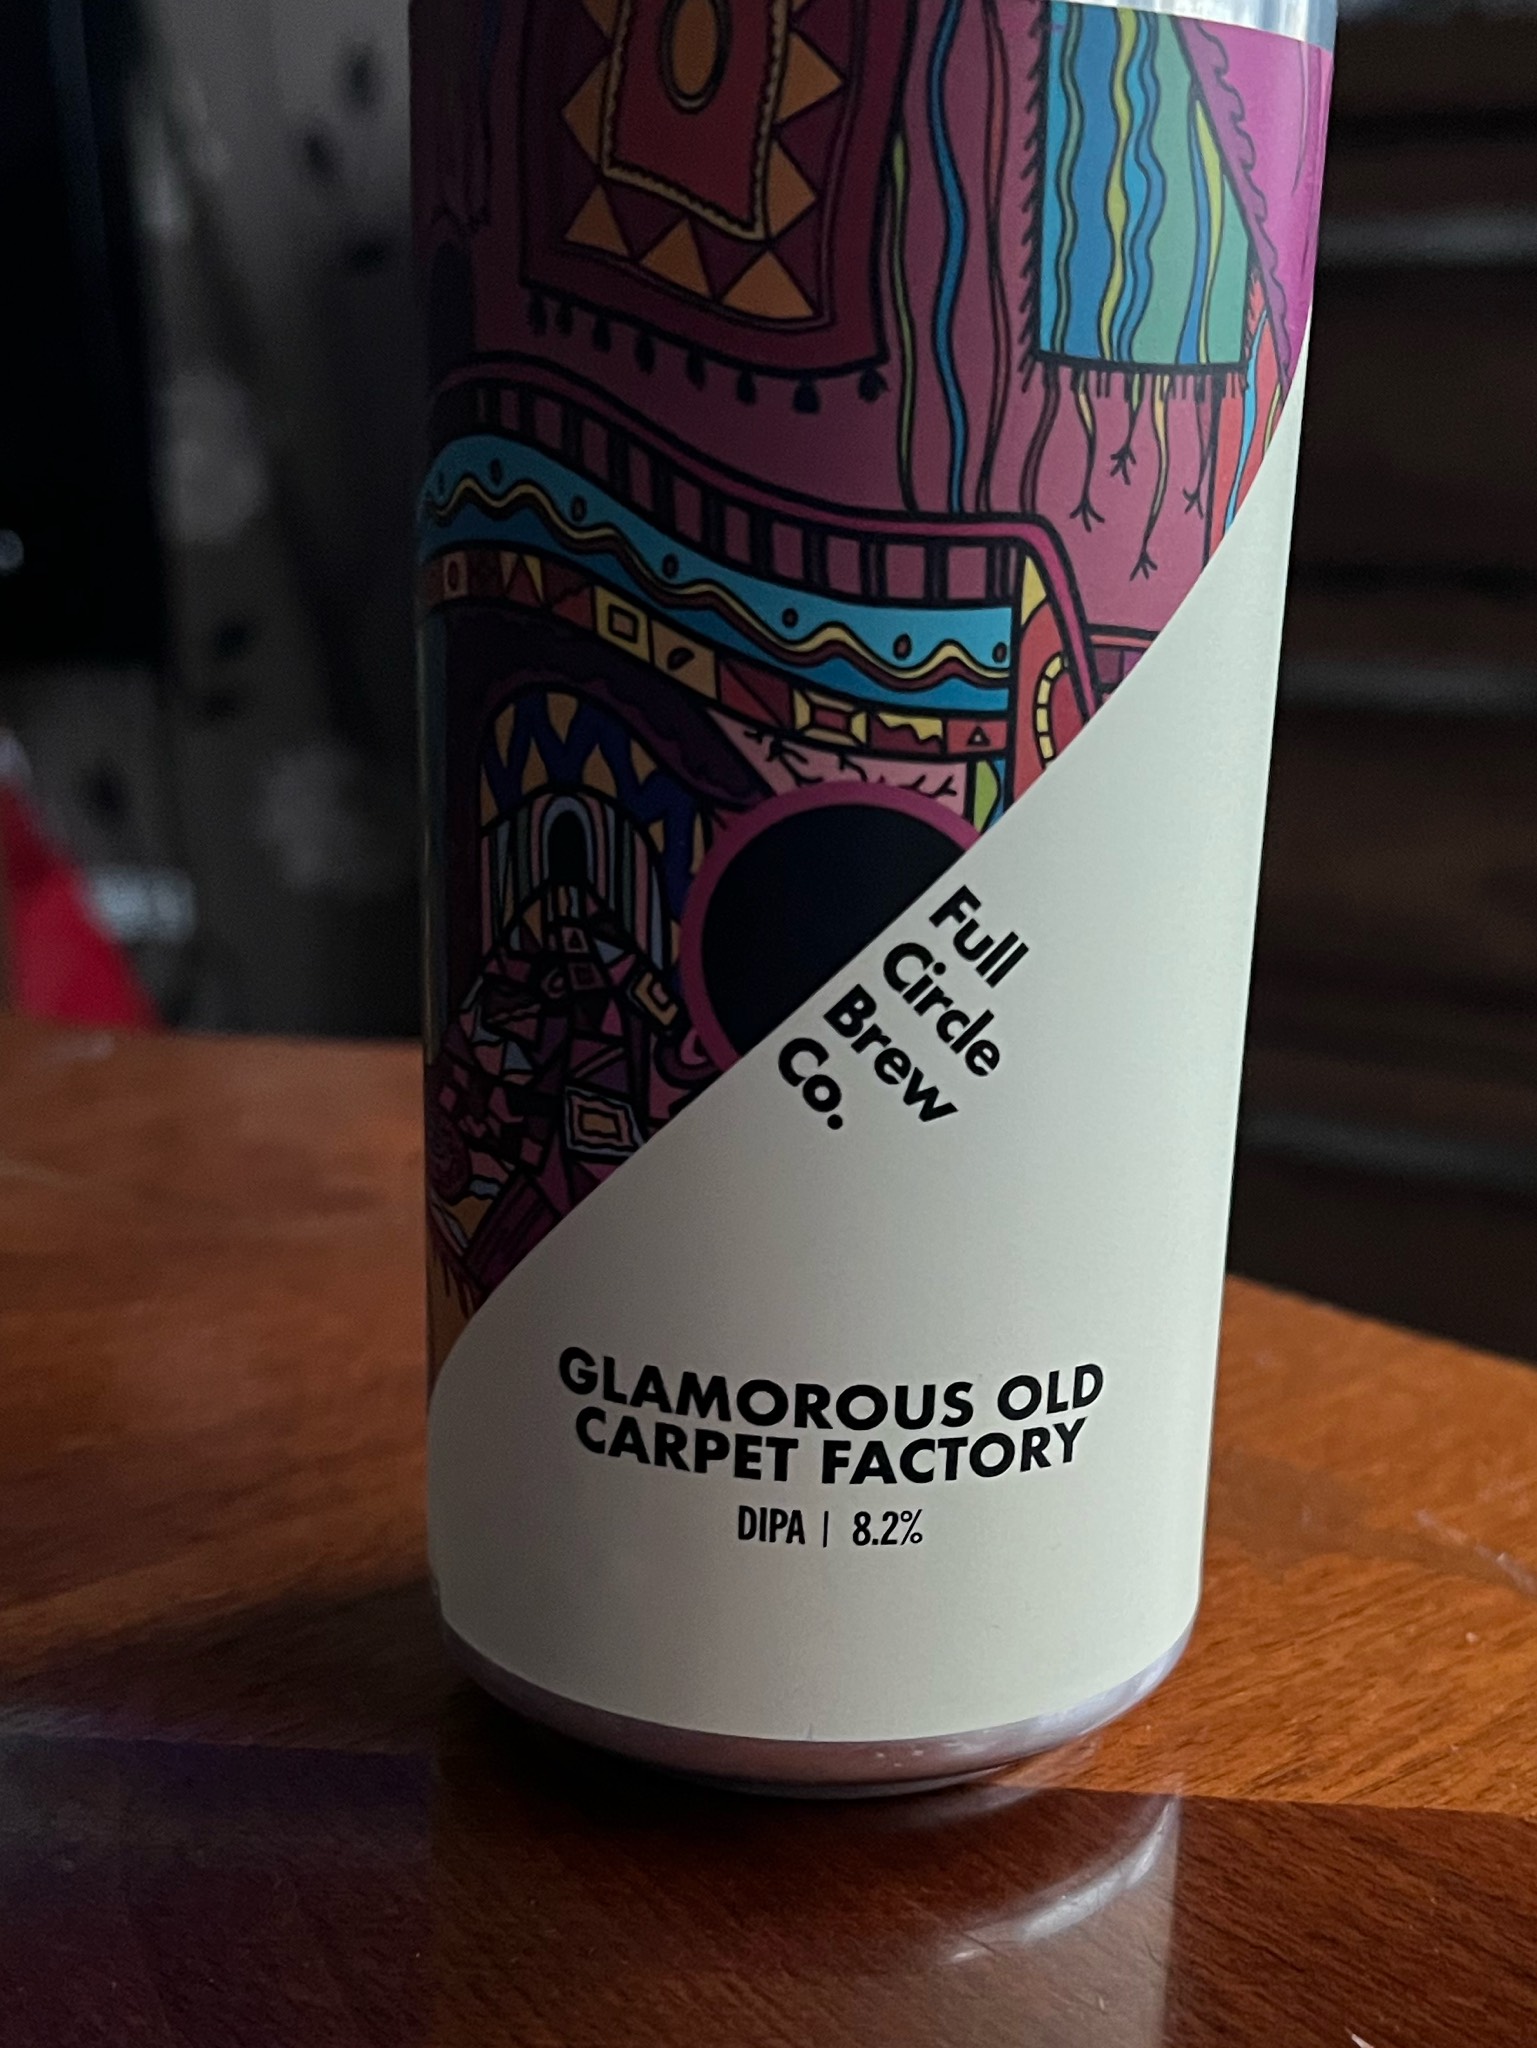 Full
Circle
Brew
Co.
GLAMOROUS OLD
CARPET FACTORY
DIPA | 8.2%